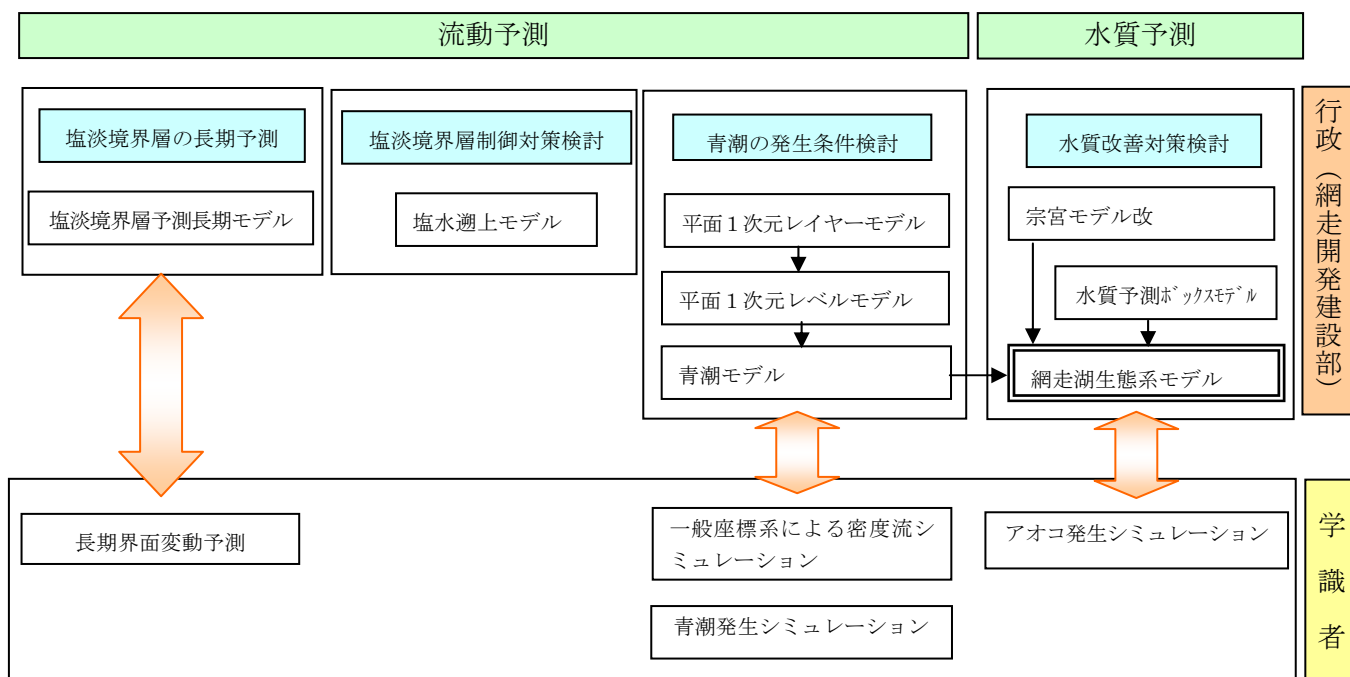 流動予測
水質予測
塩淡境界層の長期予測
塩淡境界層予測長期モデル
塩淡境界層制御対策検討
塩水遡上モデル
青潮の発生条件検討
平面1次元レイヤーモデル
平面1次元レベルモデル
青潮モデル
水質改善対策検討
宗宮モデル改
水質予測ﾎﾞｯｸｽﾓﾃﾞﾙ
網走湖生態系モデル
行政（網走開発建設部）
長期界面変動予測
一般座標系による密度流シ
ミュレーション
青潮発生シミュレーション
アオコ発生シミュレーション
学識者